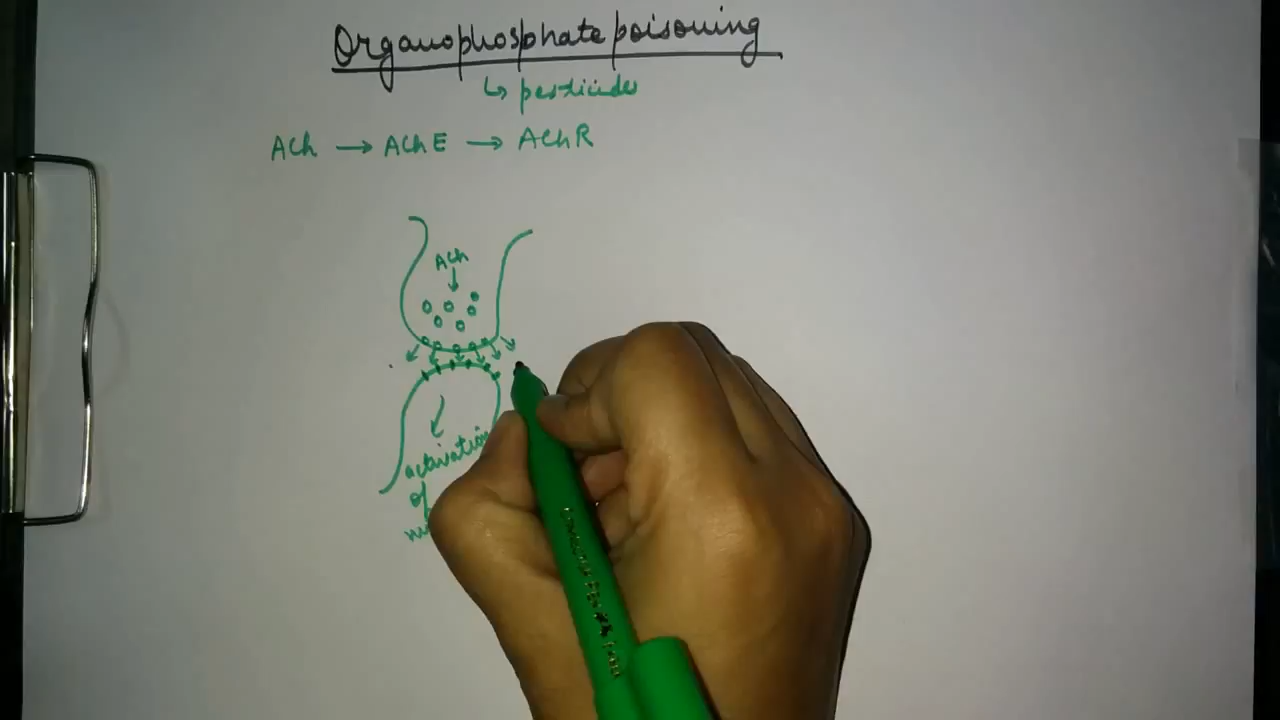 Organophosphate poisoning
↳ pesticides
ACh → AChE → AChR
ACh
activation
of